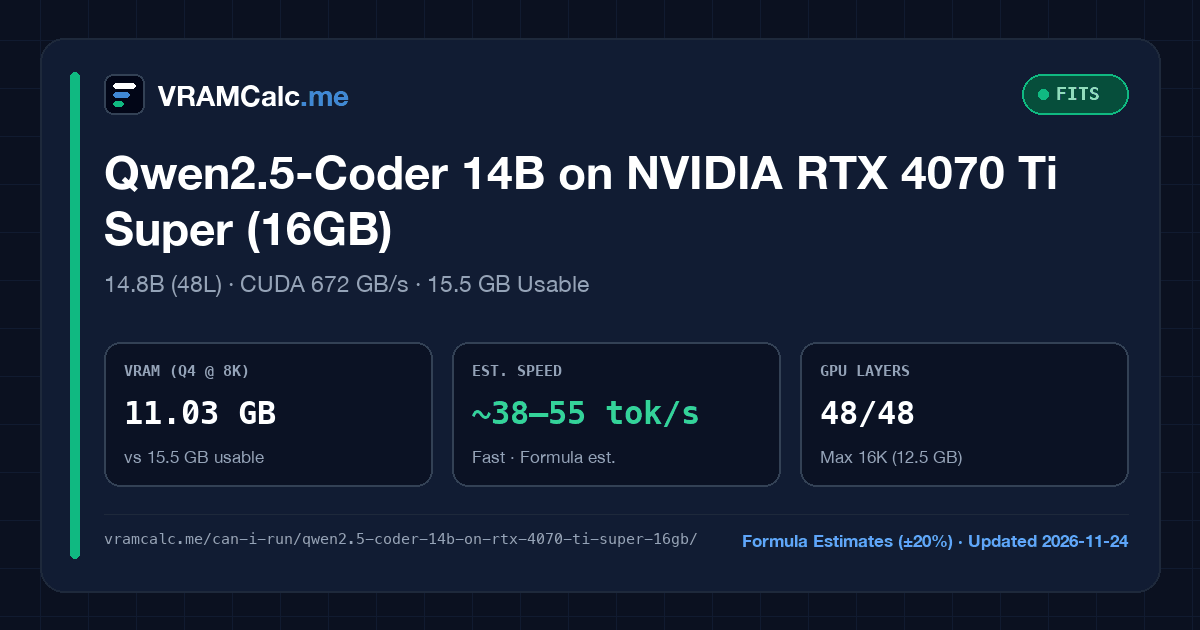 VRAMCalc.me
FITS
Qwen2.5-Coder 14B on NVIDIA RTX 4070 Ti
Super (16GB)
14.8B (48L) · CUDA 672 GB/s · 15.5 GB Usable
VRAM (Q4 @ 8K)
11.03 GB
vs 15.5 GB usable
EST. SPEED
~38–55 tok/s
Fast · Formula est.
GPU LAYERS
48/48
Max 16K (12.5 GB)
vramcalc.me/can-i-run/qwen2.5-coder-14b-on-rtx-4070-ti-super-16gb/
Formula Estimates (±20%) · Updated 2026-11-24